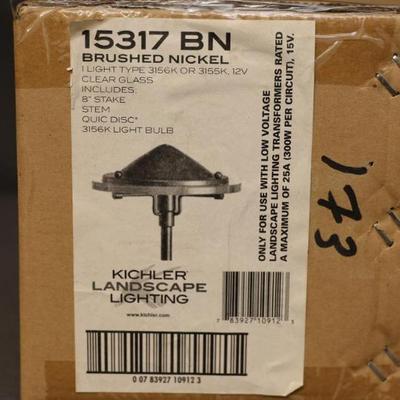 15317 BN
BRUSHED NICKEL
1 LIGHT TYPE 3156K OR 3155K, 12V
CLEAR GLASS
INCLUDES:
8" STAKE
STEM
QUIC DISC*
3156K LIGHT BULB
ONLY FOR USE WITH LOW VOLTAGE
LANDSCAPE LIGHTING TRANSFORMERS RATED
A MAXIMUM OF 25A (300W PER CIRCUIT), 15V.
173
KICHLER®
LANDSCAPE
LIGHTING
www.kichler.com
7 83927 10912 3
0 07 83927 10912 3